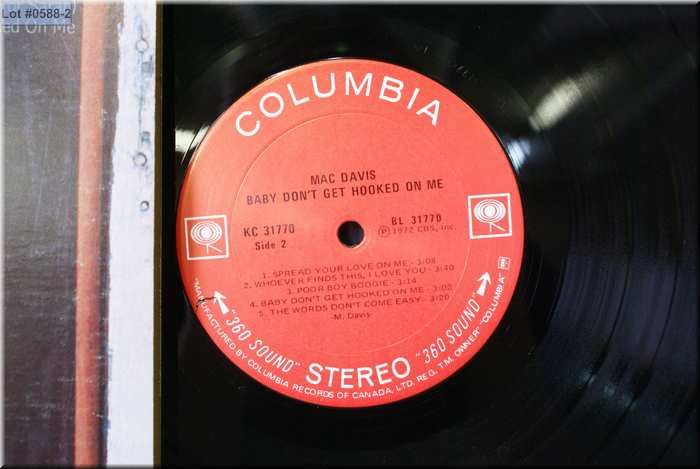 Lot #0588-2
ed On Me
COLUMBIA
MAC DAVIS
BABY DON'T GET HOOKED ON ME
KC 31770
Side 2
BL 31770
Ⓟ 1972 CBS, Inc.
1. SPREAD YOUR LOVE ON ME - 3:08
2. WHOEVER FINDS THIS, I LOVE YOU - 3:40
3. POOR BOY BOOGIE - 3:14
4. BABY DON'T GET HOOKED ON ME - 3:02
5. THE WORDS DON'T COME EASY - 3:20
-M. Davis-
"360 SOUND" STEREO "360 SOUND"
MANUFACTURED BY COLUMBIA RECORDS OF CANADA, LTD. REG. T.M. OWNER "COLUMBIA"